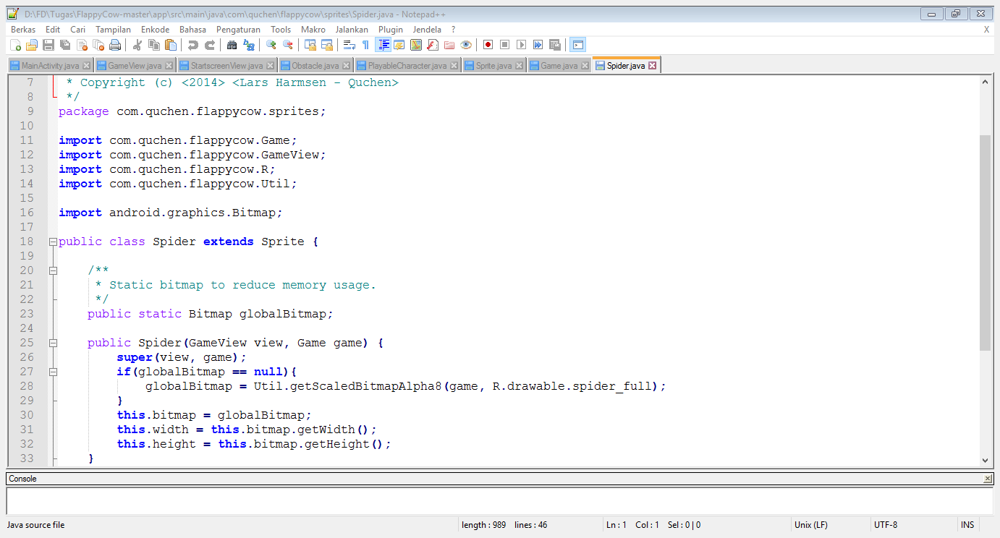 D:\FD\Tugas\FlappyCow-master\app\src\main\java\com\quchen\flappycow\sprites\Spider.java - Notepad++
Berkas Edit Cari Tampilan Enkode Bahasa Pengaturan Tools Makro Jalankan Plugin Jendela ? X
MainActivity.java GameView.java StartscreenView.java Obstacle.java PlayableCharacter.java Sprite.java Game.java Spider.java
7 * Copyright (c) <2014> <Lars Harmsen - Quchen>
8 */
9 package com.quchen.flappycow.sprites;
10
11 import com.quchen.flappycow.Game;
12 import com.quchen.flappycow.GameView;
13 import com.quchen.flappycow.R;
14 import com.quchen.flappycow.Util;
15
16 import android.graphics.Bitmap;
17
18 public class Spider extends Sprite {
19
20 /**
21 * Static bitmap to reduce memory usage.
22 */
23 public static Bitmap globalBitmap;
24
25 public Spider(GameView view, Game game) {
26 super(view, game);
27 if(globalBitmap == null){
28 globalBitmap = Util.getScaledBitmapAlpha8(game, R.drawable.spider_full);
29 }
30 this.bitmap = globalBitmap;
31 this.width = this.bitmap.getWidth();
32 this.height = this.bitmap.getHeight();
33 }
Console
Java source file length : 989 lines : 46 Ln : 1 Col : 1 Sel : 0 | 0 Unix (LF) UTF-8 INS